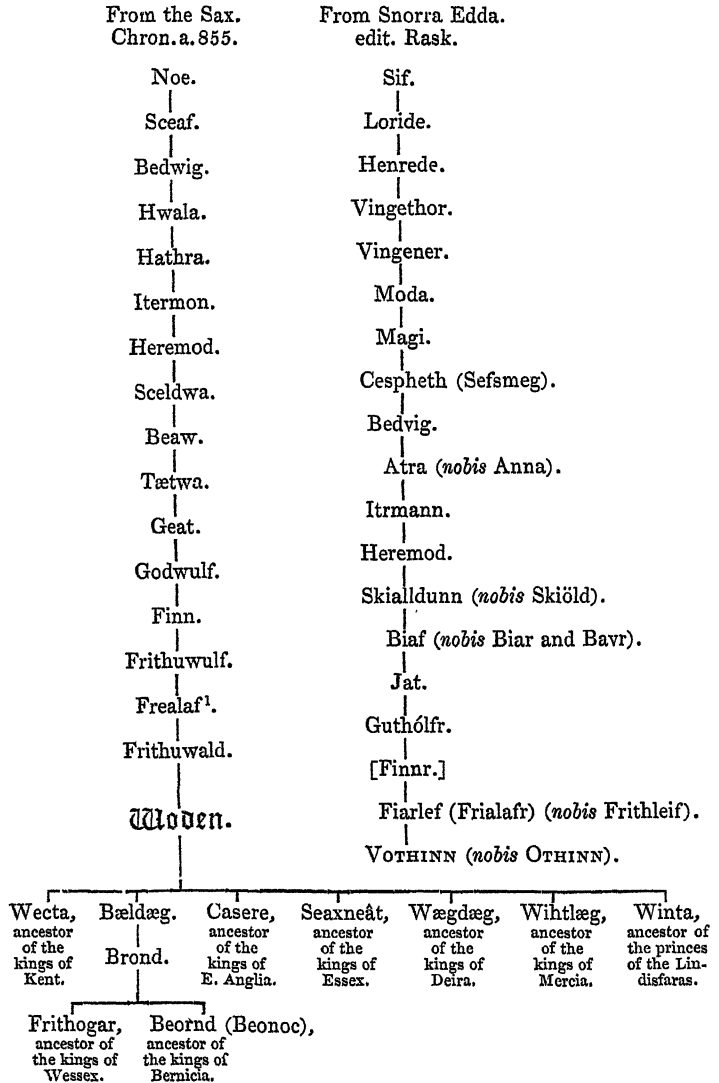 From the Sax.
Chron. a. 855.
Noe.
Sceaf.
Bedwig.
Hwala.
Hathra.
Itermon.
Heremod.
Sceldwa.
Beaw.
Tætwa.
Geat.
Godwulf.
Finn.
Frithuwulf.
Frealaf¹.
Frithuwald.
Woden.
From Snorra Edda.
edit. Rask.
Sif.
Loride.
Henrede.
Vingethor.
Vingener.
Moda.
Magi.
Cespheth (Sefsmeg).
Bedvig.
Atra (nobis Anna).
Itrmann.
Heremod.
Skialldunn (nobis Skiöld).
Biaf (nobis Biar and Bavr).
Jat.
Guthólfr.
[Finnr.]
Fiarlef (Frialafr) (nobis Frithleif).
VOTHINN (nobis OTHINN).
Wecta,
ancestor
of the
kings of
Kent.
Bældæg.
Brond.
Frithogar,
ancestor of
the kings of
Wessex.
Beornd (Beonoc),
ancestor of
the kings of
Bernicia.
Casere,
ancestor
of the
kings of
E. Anglia.
Seaxneât,
ancestor
of the
kings of
Essex.
Wægdæg,
ancestor
of the
kings of
Deira.
Wihtlæg,
ancestor
of the
kings of
Mercia.
Winta,
ancestor of
the princes
of the Lin-
disfaras.